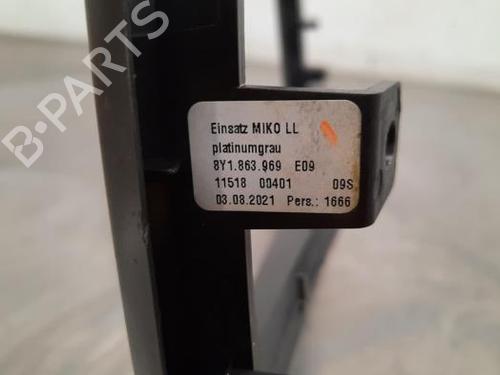 Einsatz MIKO LL
platinumgrau
8Y1.863.969 E09
11518 00401 09S
03.08.2021 Pers.: 1666
B-PARTS